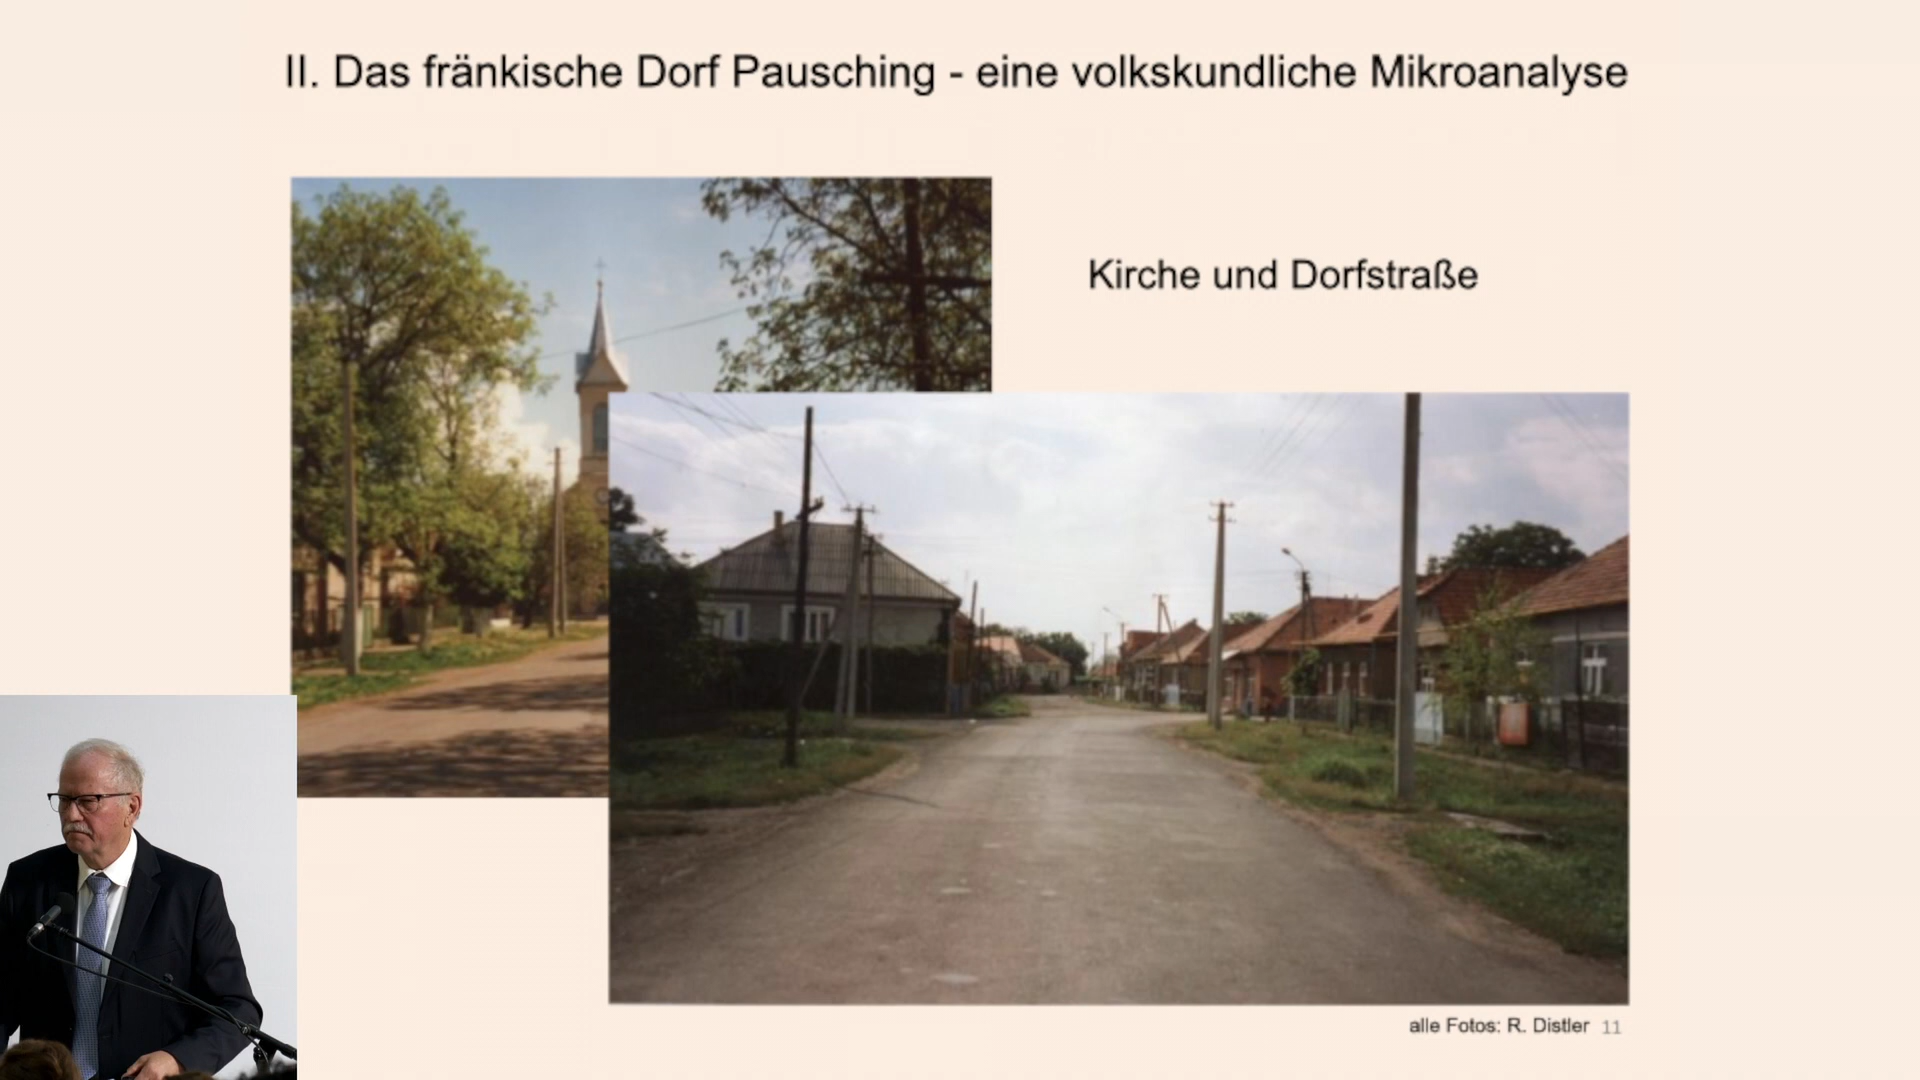 II. Das fränkische Dorf Pausching - eine volkskundliche Mikroanalyse
Kirche und Dorfstraße
alle Fotos: R. Distler 11